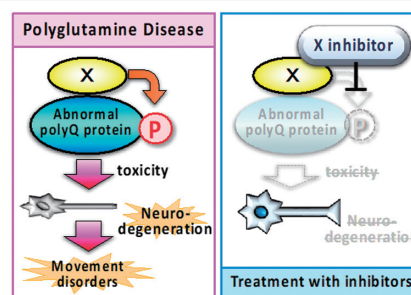 Polyglutamine Disease
X
Abnormal
polyQ protein
P
toxicity
Neuro-
degeneration
Movement
disorders
X inhibitor
X
Abnormal
polyQ protein
P
toxicity
Neuro-
degeneratio
Treatment with inhibitors